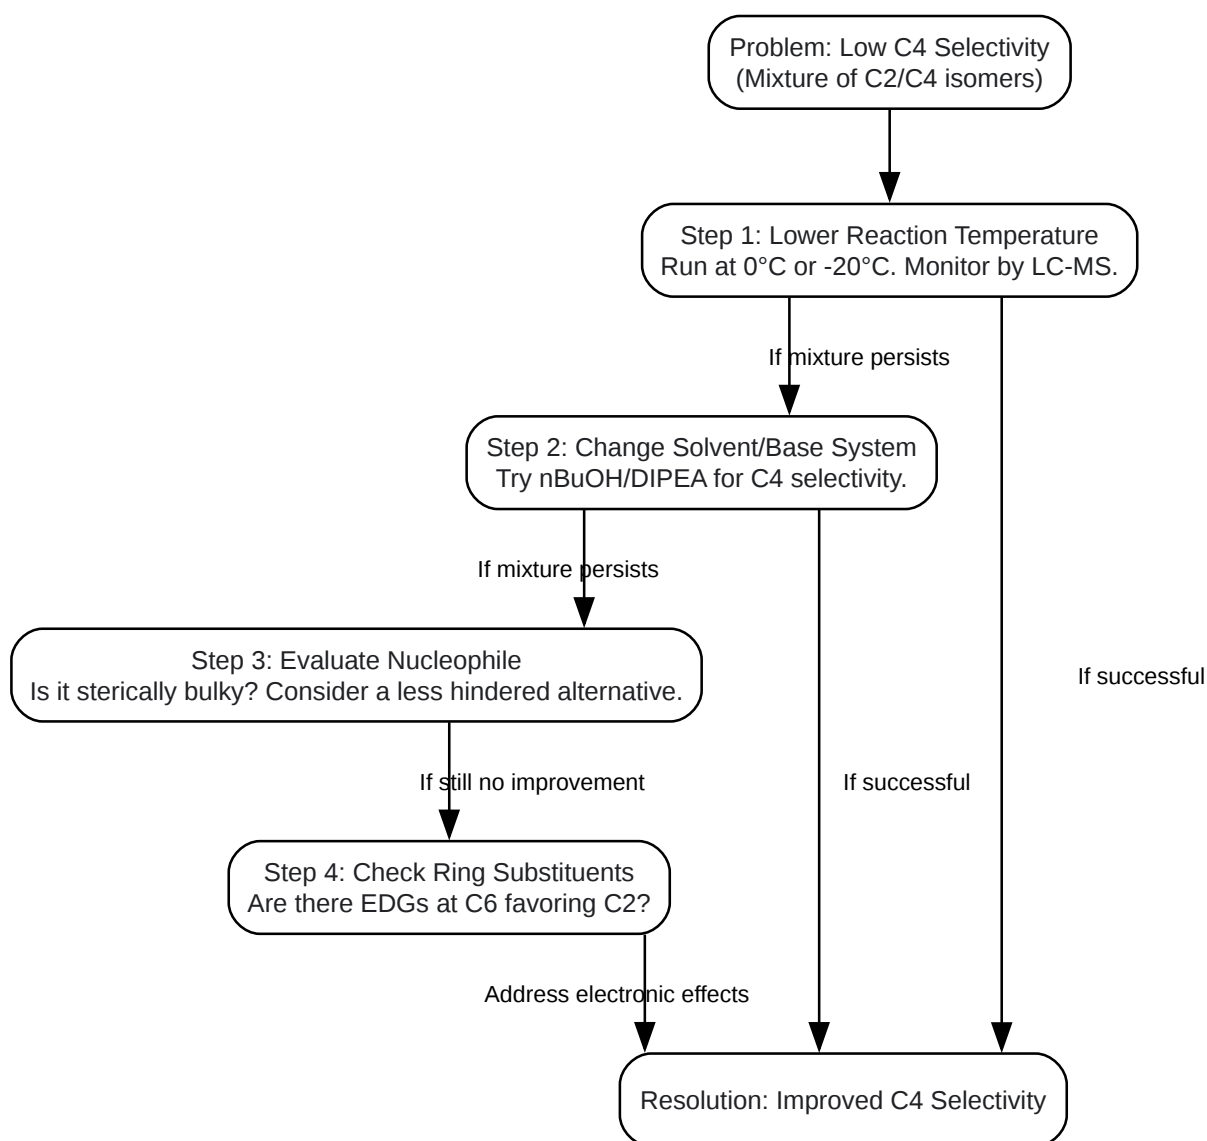 Problem: Low C4 Selectivity
(Mixture of C2/C4 isomers)
Step 1: Lower Reaction Temperature
Run at 0°C or -20°C. Monitor by LC-MS.
If mixture persists
Step 2: Change Solvent/Base System
Try nBuOH/DIPEA for C4 selectivity.
If mixture persists
Step 3: Evaluate Nucleophile
Is it sterically bulky? Consider a less hindered alternative.
If successful
If still no improvement
If successful
Step 4: Check Ring Substituents
Are there EDGs at C6 favoring C2?
Address electronic effects
Resolution: Improved C4 Selectivity